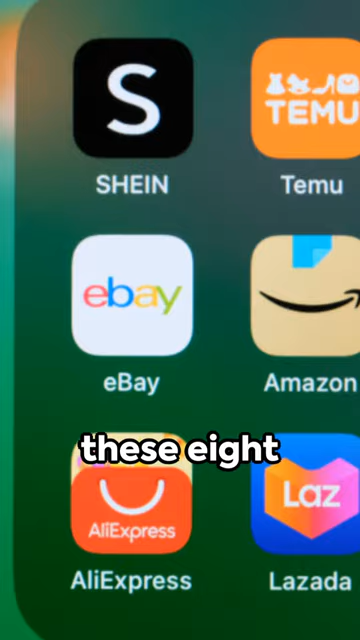 S
TEMU
SHEIN
Temu
ebay
eBay
Amazon
these eight
AliExpress
Laz
AliExpress
Lazada